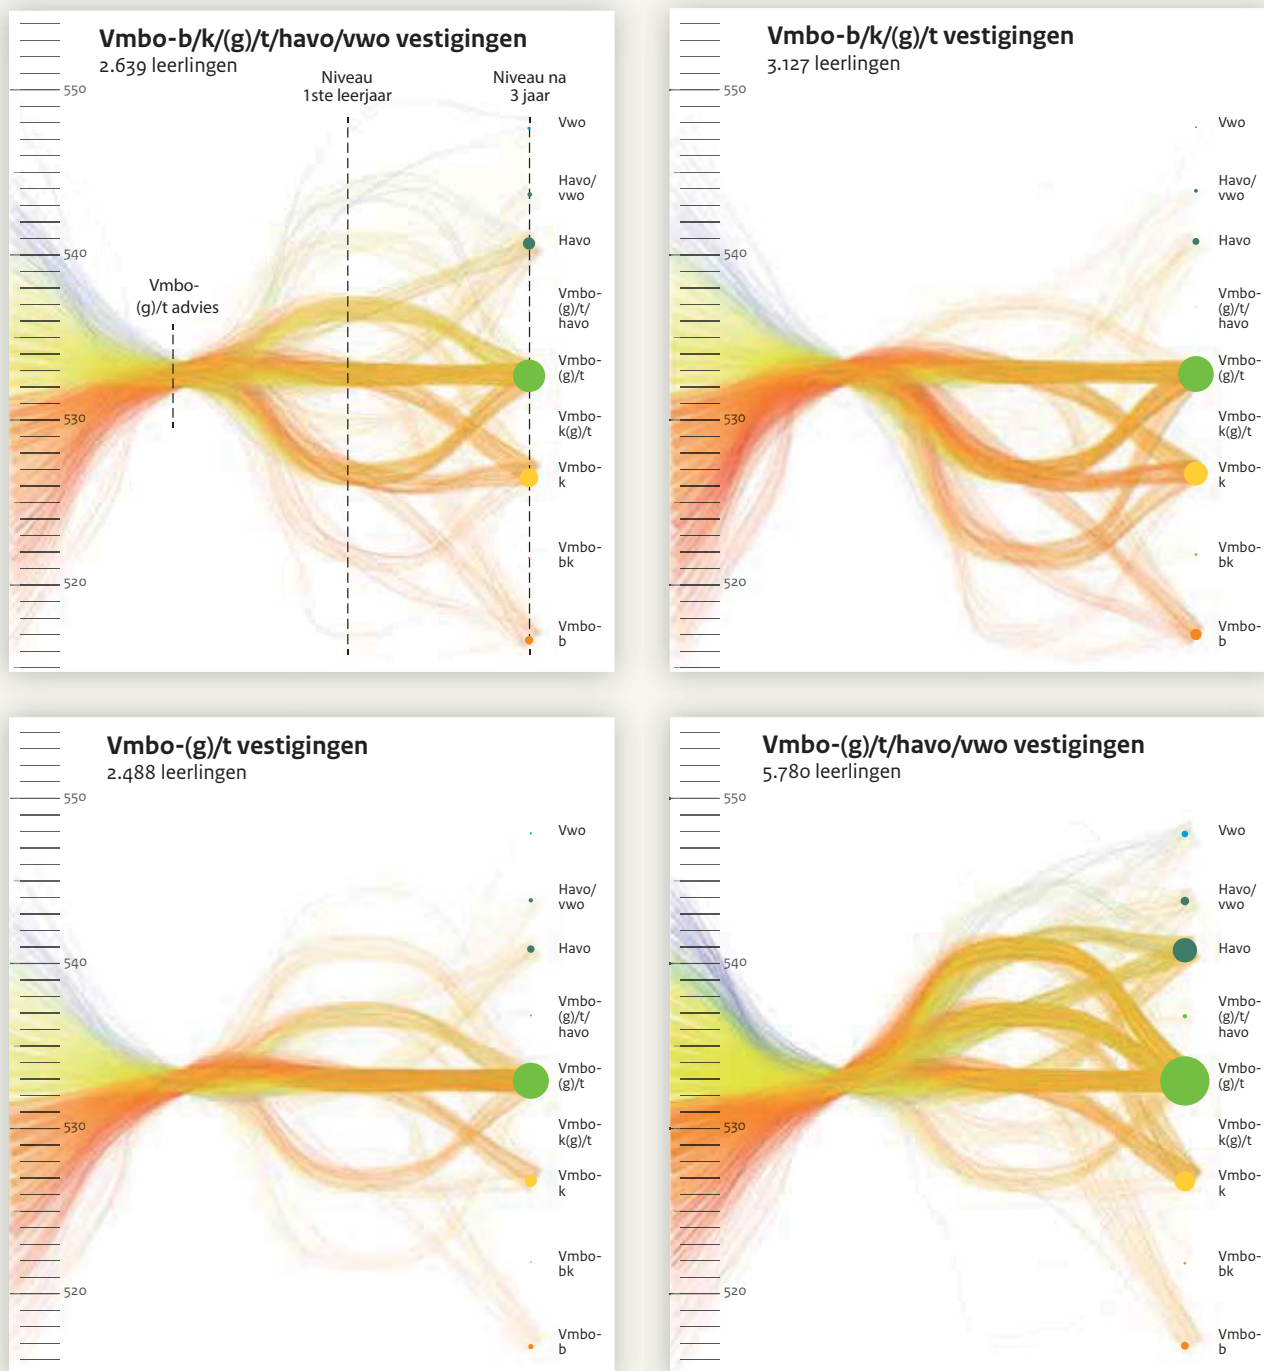 Vmbo-b/k/(g)/t/havo/vwo vestigingen
2.639 leerlingen
Niveau
1ste leerjaar
Niveau na
3 jaar
Vmbo-
(g)/t advies
550
540
530
520
Vwo
Havo/
vwo
Havo
Vmbo-
(g)/t/
havo
Vmbo-
(g)/t
Vmbo-
k(g)/t
Vmbo-
k
Vmbo-
bk
Vmbo-
b
Vmbo-b/k/(g)/t vestigingen
3.127 leerlingen
550
540
530
520
Vwo
Havo/
vwo
Havo
Vmbo-
(g)/t/
havo
Vmbo-
(g)/t
Vmbo-
k(g)/t
Vmbo-
k
Vmbo-
bk
Vmbo-
b
Vmbo-(g)/t vestigingen
2.488 leerlingen
550
540
530
520
Vwo
Havo/
vwo
Havo
Vmbo-
(g)/t/
havo
Vmbo-
(g)/t
Vmbo-
k(g)/t
Vmbo-
k
Vmbo-
bk
Vmbo-
b
Vmbo-(g)/t/havo/vwo vestigingen
5.780 leerlingen
550
540
530
520
Vwo
Havo/
vwo
Havo
Vmbo-
(g)/t/
havo
Vmbo-
(g)/t
Vmbo-
k(g)/t
Vmbo-
k
Vmbo-
bk
Vmbo-
b